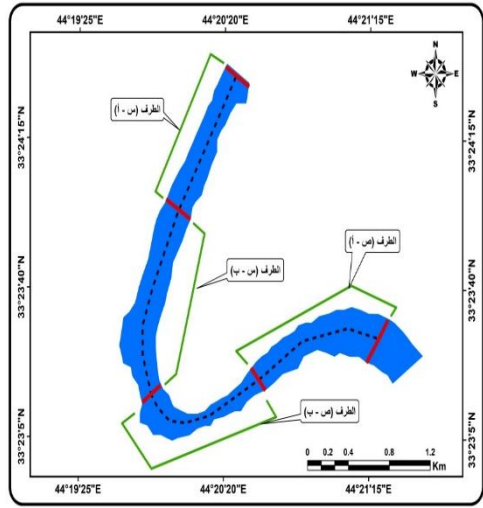 44°19'25"E
44°20'20"E
44°21'15"E
N
W E
S
33°24'15"N
33°24'15"N
الطرف (س - أ)
الطرف (ص - أ)
الطرف (س - ب)
33°23'40"N
33°23'40"N
الطرف (ص - ب)
33°23'5"N
33°23'5"N
0 0.2 0.4 0.8 1.2
Km
44°19'25"E
44°20'20"E
44°21'15"E